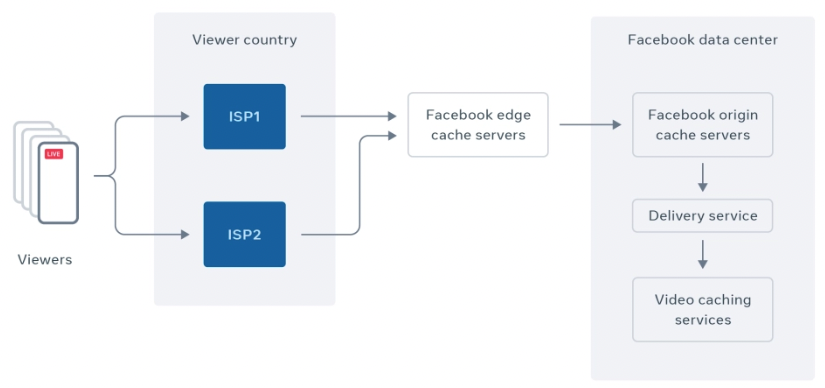 Viewer country
Facebook data center
ISP1
Facebook edge
cache servers
Facebook origin
cache servers
LIVE
ISP2
Delivery service
Viewers
Video caching
services